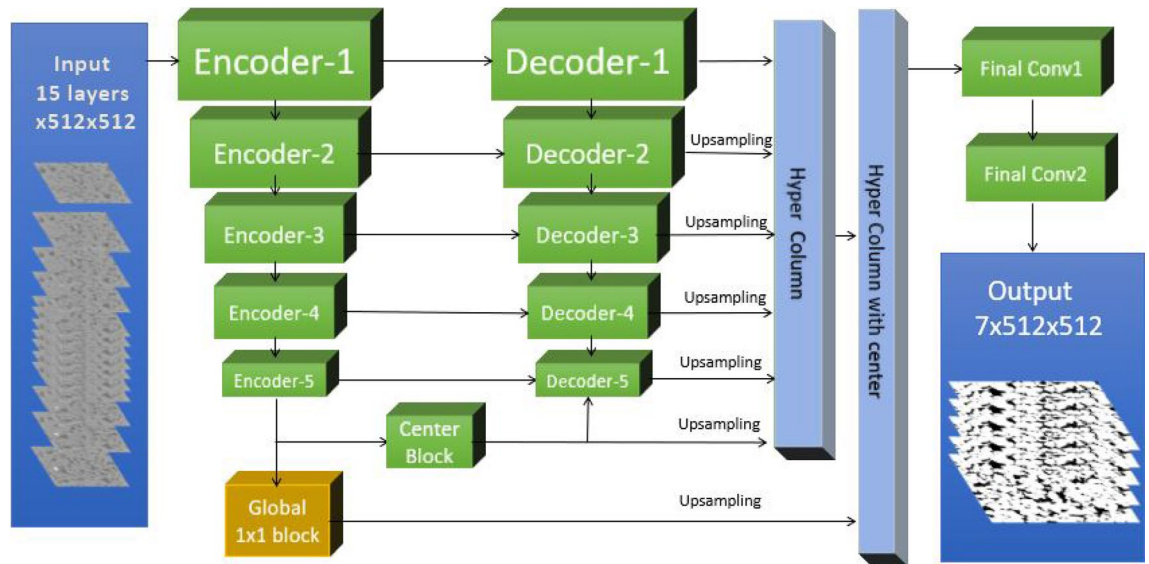 Input
15 layers
x512x512
Encoder-1
Decoder-1
Encoder-2
Decoder-2
Upsampling
Encoder-3
Decoder-3
Upsampling
Encoder-4
Decoder-4
Upsampling
Encoder-5
Decoder-5
Upsampling
Center
Block
Upsampling
Global
1x1 block
Upsampling
Hyper Column
Hyper Column with center
Final Conv1
Final Conv2
Output
7x512x512